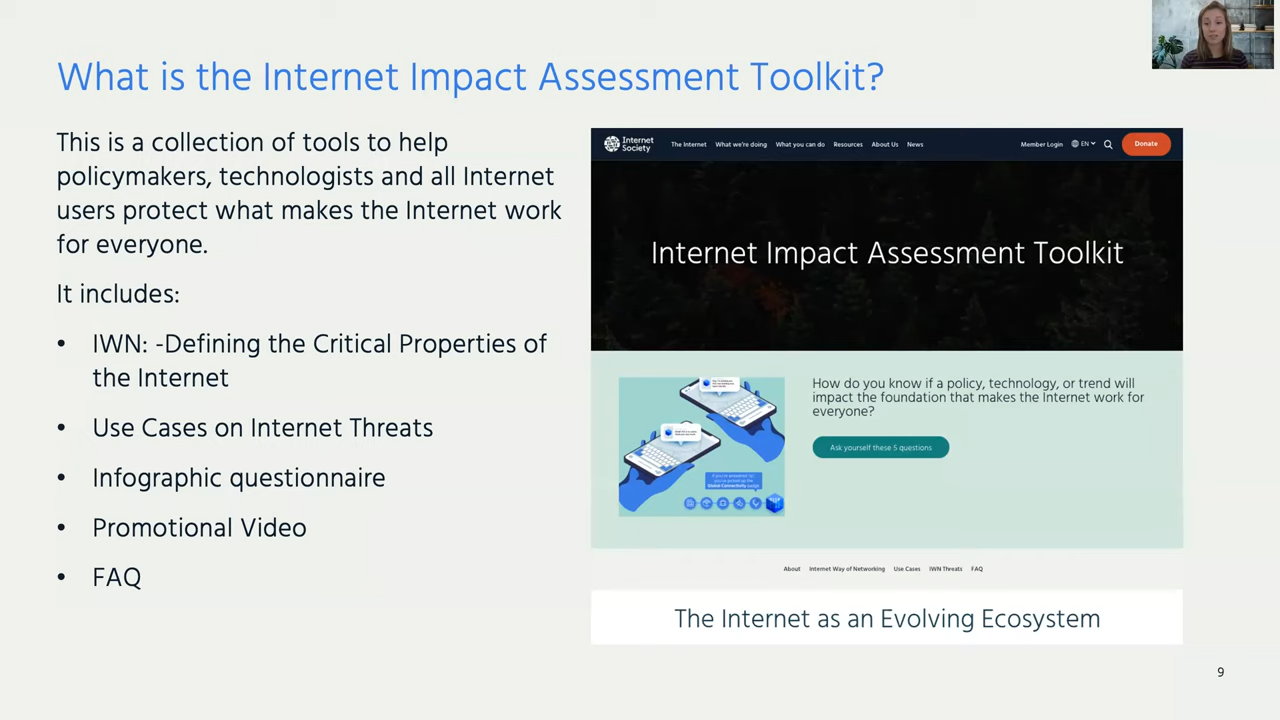 What is the Internet Impact Assessment Toolkit?
This is a collection of tools to help
policymakers, technologists and all Internet
users protect what makes the Internet work
for everyone.
It includes:
• IWN: -Defining the Critical Properties of
the Internet
• Use Cases on Internet Threats
• Infographic questionnaire
• Promotional Video
• FAQ
Internet
Society
The Internet What we're doing What you can do Resources About Us News Member Login EN Donate
Internet Impact Assessment Toolkit
How do you know if a policy, technology, or trend will
impact the foundation that makes the Internet work for
everyone?
Ask yourself these 5 questions
Global Connectivity
About Internet Way of Networking Use Cases IWN Threats FAQ
The Internet as an Evolving Ecosystem
9